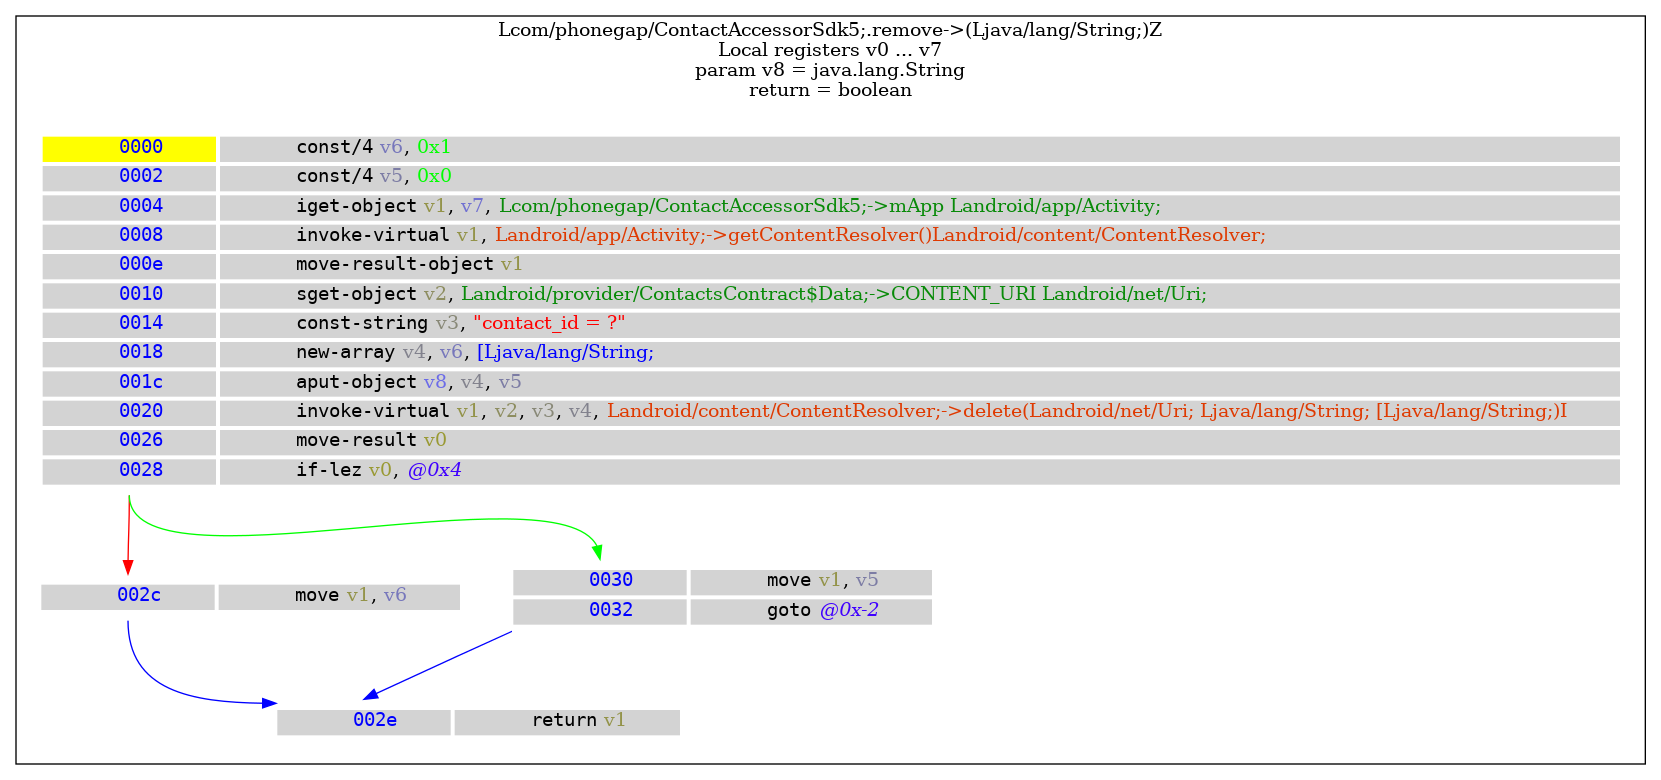 Lcom/phonegap/ContactAccessorSdk5;.remove->(Ljava/lang/String;)Z
Local registers v0 ... v7
param v8 = java.lang.String
return = boolean
0000 const/4 v6, 0x1
0002 const/4 v5, 0x0
0004 iget-object v1, v7, Lcom/phonegap/ContactAccessorSdk5;->mApp Landroid/app/Activity;
0008 invoke-virtual v1, Landroid/app/Activity;->getContentResolver()Landroid/content/ContentResolver;
000e move-result-object v1
0010 sget-object v2, Landroid/provider/ContactsContract$Data;->CONTENT_URI Landroid/net/Uri;
0014 const-string v3, "contact_id = ?"
0018 new-array v4, v6, [Ljava/lang/String;
001c aput-object v8, v4, v5
0020 invoke-virtual v1, v2, v3, v4, Landroid/content/ContentResolver;->delete(Landroid/net/Uri; Ljava/lang/String; [Ljava/lang/String;)I
0026 move-result v0
0028 if-lez v0, @0x4
002c move v1, v6
0030 move v1, v5
0032 goto @0x-2
002e return v1